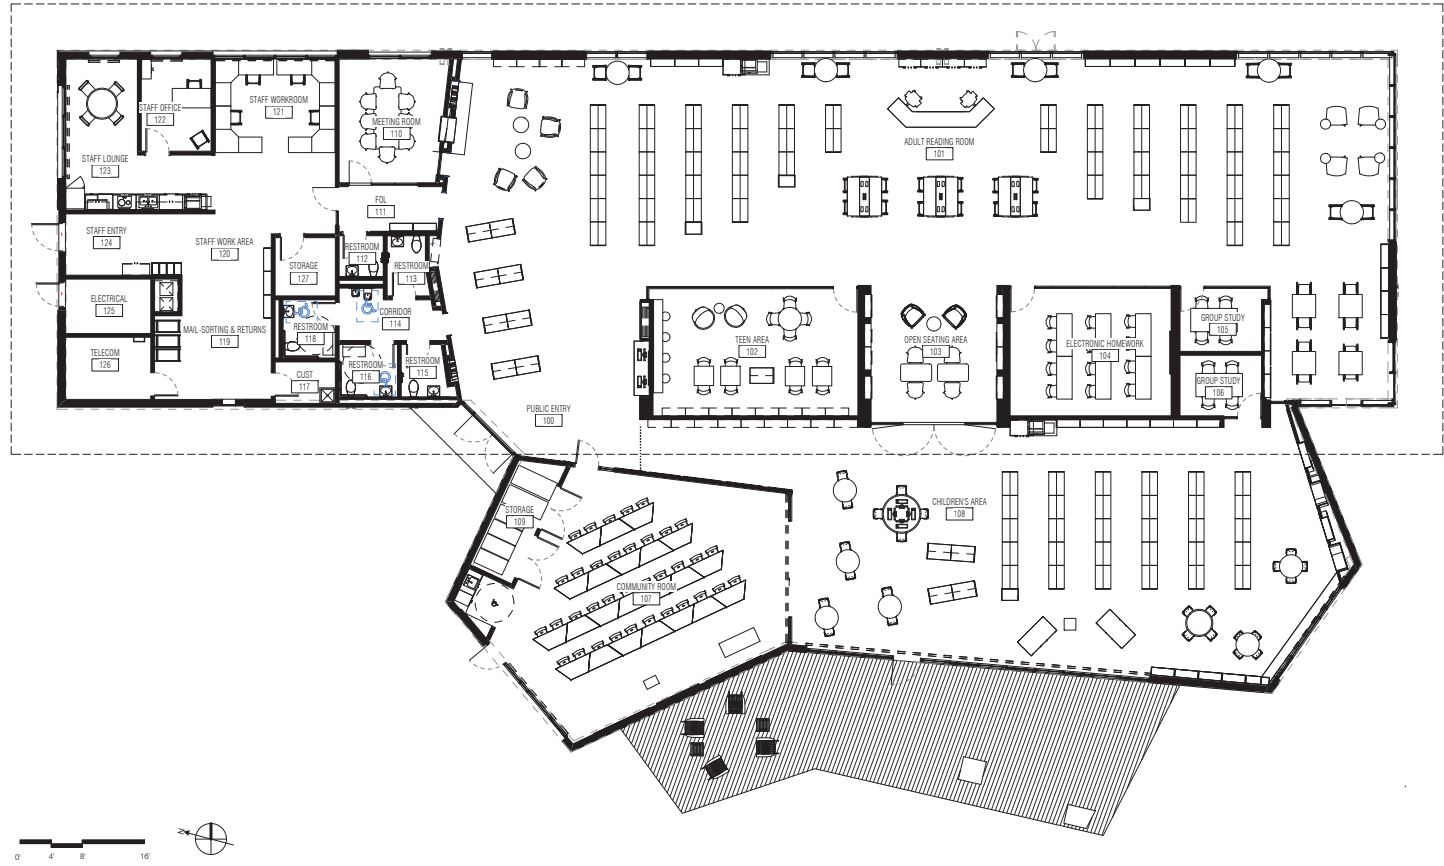 MEETING ROOM
110
STAFF OFFICE
122
STAFF WORKROOM
121
ADULT READING ROOM
101
STAFF LOUNGE
123
FOL
111
STAFF ENTRY
124
STAFF WORK AREA
120
RESTROOM
112
RESTROOM
113
STORAGE
127
ELECTRICAL
125
CORRIDOR
114
MAIL-SORTING & RETURNS
119
RESTROOM
118
TELECOM
126
CUST
117
RESTROOM
116
RESTROOM
115
TEEN AREA
102
OPEN SEATING AREA
103
ELECTRONIC HOMEWORK
104
GROUP STUDY
105
GROUP STUDY
106
PUBLIC ENTRY
100
STORAGE
109
CHILDREN'S AREA
108
COMMUNITY ROOM
107
N
0' 4' 8' 16'